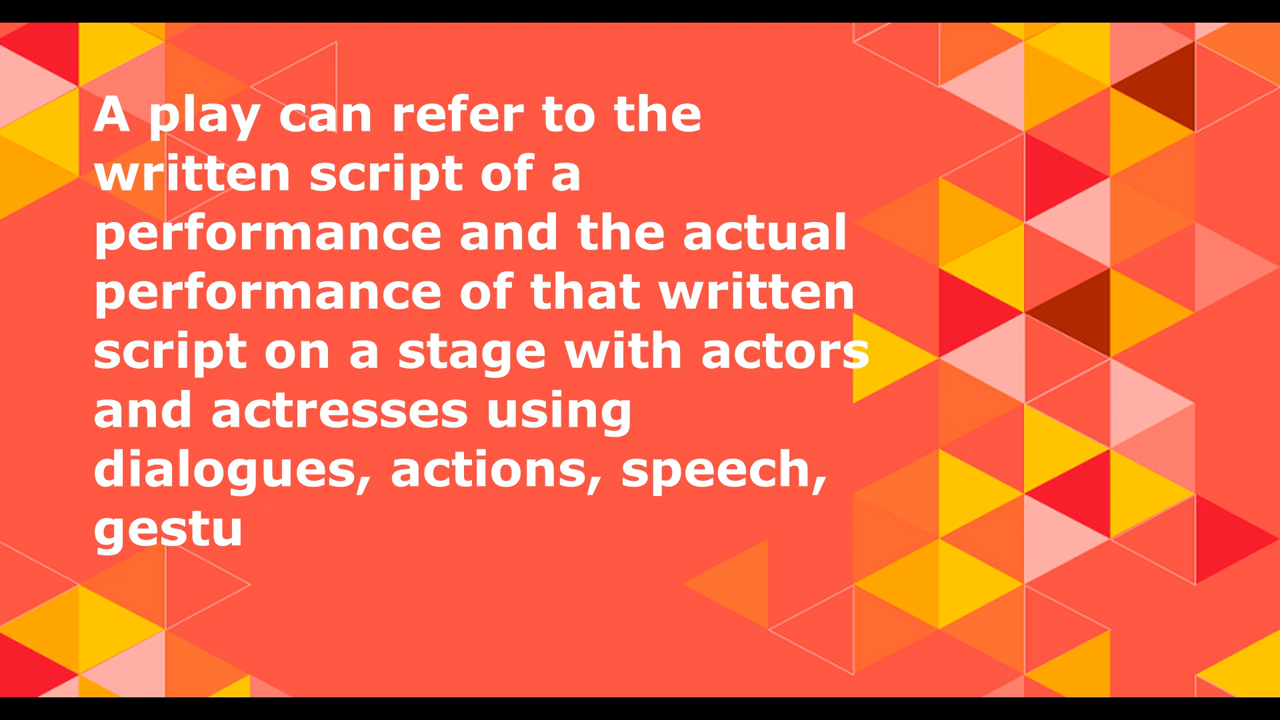 A play can refer to the
written script of a
performance and the actual
performance of that written
script on a stage with actors
and actresses using
dialogues, actions, speech,
gestu